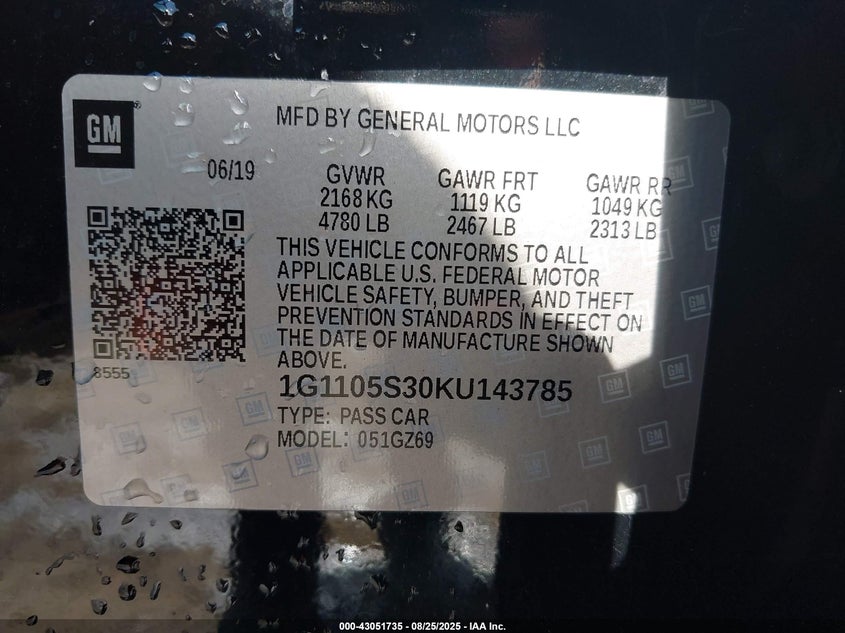 GM
MFD BY GENERAL MOTORS LLC
06/19
GVWR GAWR FRT GAWR RR
2168 KG 1119 KG 1049 KG
4780 LB 2467 LB 2313 LB
THIS VEHICLE CONFORMS TO ALL
APPLICABLE U.S. FEDERAL MOTOR
VEHICLE SAFETY, BUMPER, AND THEFT
PREVENTION STANDARDS IN EFFECT ON
THE DATE OF MANUFACTURE SHOWN
ABOVE.
8555
1G1105S30KU143785
TYPE: PASS CAR
MODEL: 051GZ69
000-43051735 - 08/25/2025 - IAA Inc.